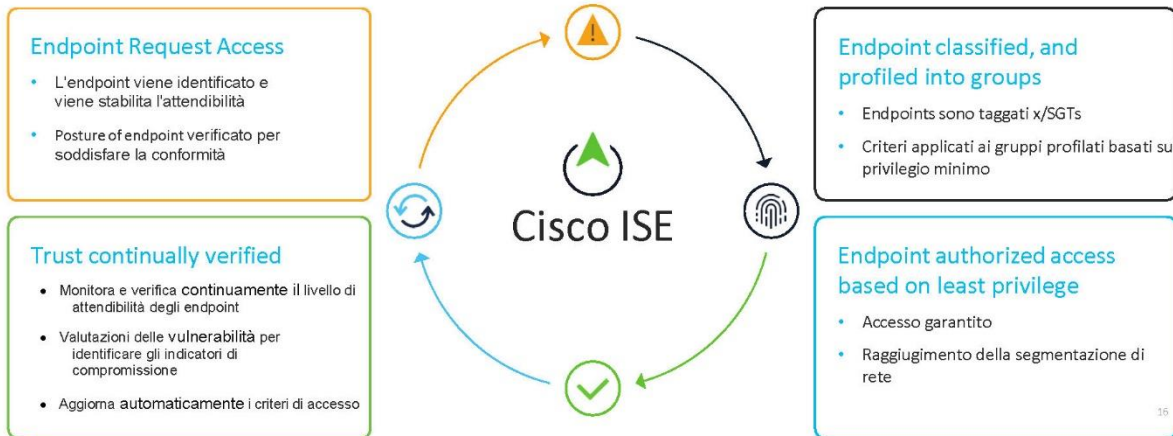 Endpoint Request Access
• L'endpoint viene identificato e
viene stabilita l'attendibilità
• Posture of endpoint verificato per
soddisfare la conformità
Endpoint classified, and
profiled into groups
• Endpoints sono taggati x/SGTs
• Criteri applicati ai gruppi profilati basati su
privilegio minimo
Cisco ISE
Trust continually verified
• Monitora e verifica continuamente il livello di
attendibilità degli endpoint
• Valutazioni delle vulnerabilità per
identificare gli indicatori di
compromissione
• Aggiorna automaticamente i criteri di accesso
Endpoint authorized access
based on least privilege
• Accesso garantito
• Raggiugimento della segmentazione di
rete
16